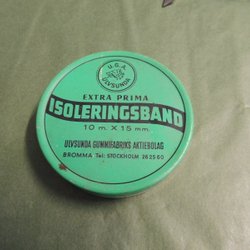 U.G.A.
ULVSUNDA
EXTRA PRIMA
ISOLERINGSBAND
10 m. X 15 mm.
ULVSUNDA GUMMIFABRIKS AKTIEBOLAG
BROMMA Tel: STOCKHOLM 26 25 60